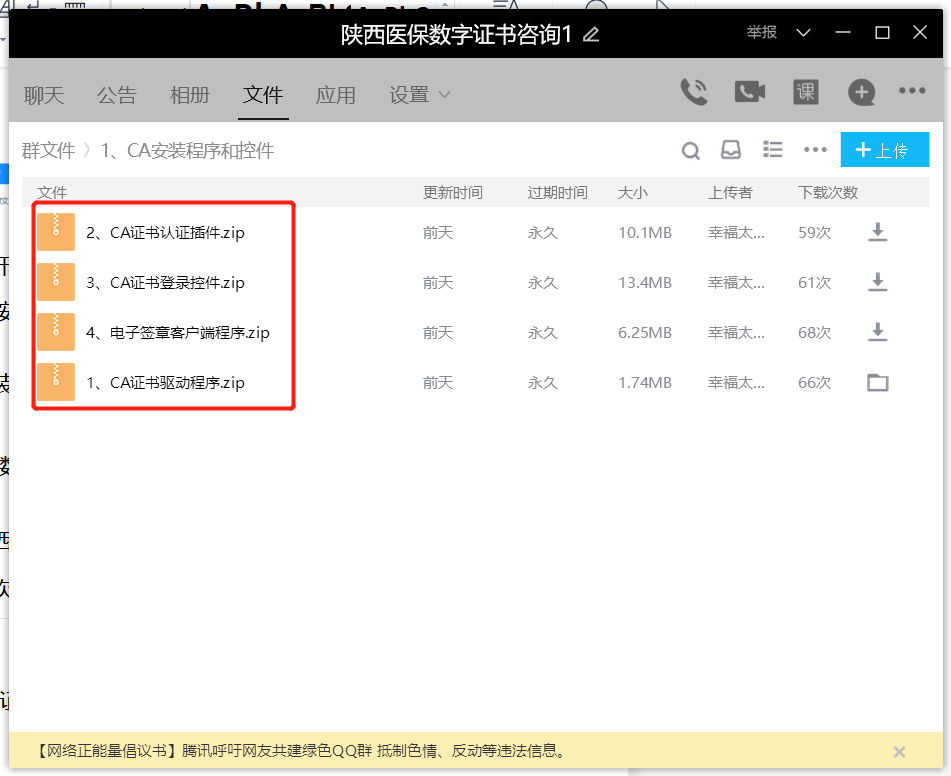 陕西医保数字证书咨询1 举报
聊天 公告 相册 文件 应用 设置 课
群文件 〉 1、CA安装程序和控件 上传
文件 更新时间 过期时间 大小 上传者 下载次数
2、CA证书认证插件.zip 前天 永久 10.1MB 幸福太... 59次
3、CA证书登录控件.zip 前天 永久 13.4MB 幸福太... 61次
4、电子签章客户端程序.zip 前天 永久 6.25MB 幸福太... 68次
1、CA证书驱动程序.zip 前天 永久 1.74MB 幸福太... 66次
【网络正能量倡议书】腾讯呼吁网友共建绿色QQ群 抵制色情、反动等违法信息。